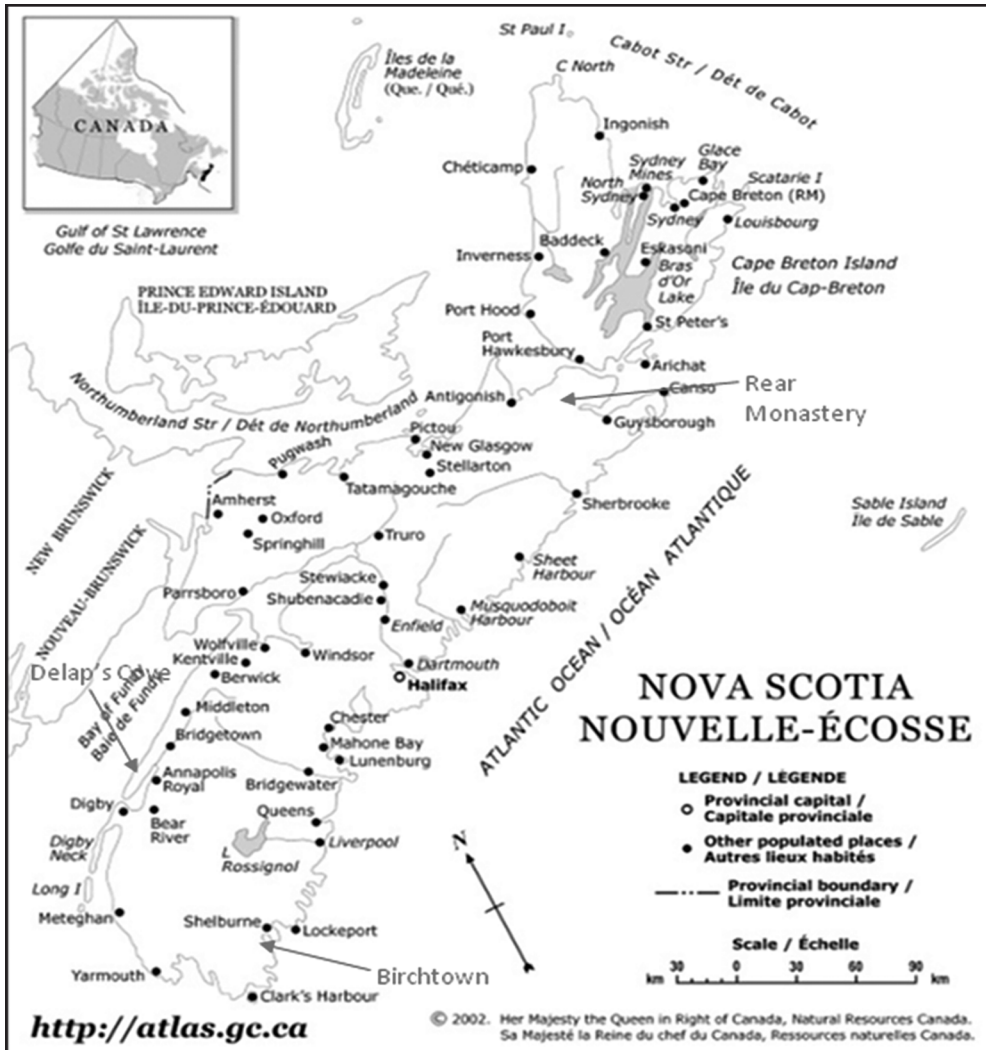 St Paul I
Cabot Str / Dét de Cabot
Îles de la
Madeleine
(Que. / Qué.)
C North
CANADA
Ingonish
Glace
Bay
Chéticamp
Sydney
Mines
Scatarie I
North
Sydney
Cape Breton (RM)
Sydney
Louisbourg
Gulf of St Lawrence
Golfe du Saint-Laurent
Baddeck
Eskasoni
Inverness
Bras
d'Or
Lake
Cape Breton Island
Île du Cap-Breton
PRINCE EDWARD ISLAND
ÎLE-DU-PRINCE-ÉDOUARD
Port Hood
St Peter's
Port
Hawkesbury
Arichat
Northumberland Str / Dét de Northumberland
Antigonish
Canso
Rear
Monastery
Guysborough
Pictou
New Glasgow
Stellarton
Pugwash
Tatamagouche
Sherbrooke
Sable Island
Île de Sable
NEW BRUNSWICK
NOUVEAU-BRUNSWICK
Amherst
Oxford
Springhill
Truro
Sheet
Harbour
Stewiacke
Parrsboro
Shubenacadie
Musquodoboit
Harbour
Enfield
ATLANTIC OCEAN / OCÉAN ATLANTIQUE
Wolfville
Windsor
Kentville
Dartmouth
Delap's Cove
Berwick
Halifax
Bay of Fundy
Baie de Fundy
NOVA SCOTIA
NOUVELLE-ÉCOSSE
Middleton
Chester
Bridgetown
Mahone Bay
Lunenburg
Annapolis
Royal
Bridgewater
LEGEND / LÉGENDE
Provincial capital /
Capitale provinciale
Digby
Bear
River
Queens
Liverpool
Other populated places /
Autres lieux habités
Digby
Neck
L
Rossignol
N
Long I
Provincial boundary /
Limite provinciale
Meteghan
Shelburne
Lockeport
Scale / Échelle
km 30 0 30 60 90 km
Yarmouth
Birchtown
Clark's Harbour
http://atlas.gc.ca
© 2002. Her Majesty the Queen in Right of Canada, Natural Resources Canada.
Sa Majesté la Reine du chef du Canada, Ressources naturelles Canada.